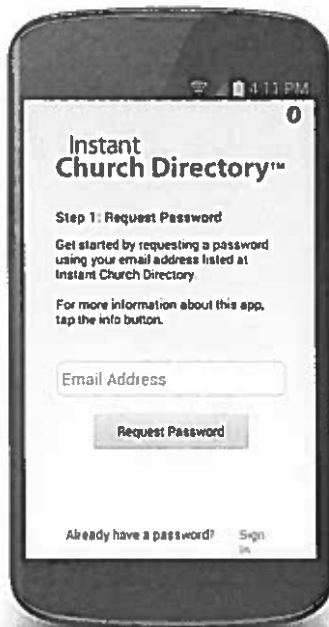 4:11 PM
Instant
Church Directory™
Step 1: Request Password
Get started by requesting a password
using your email address listed at
Instant Church Directory.
For more information about this app,
tap the info button.
Email Address
Request Password
Already have a password? Sign
in